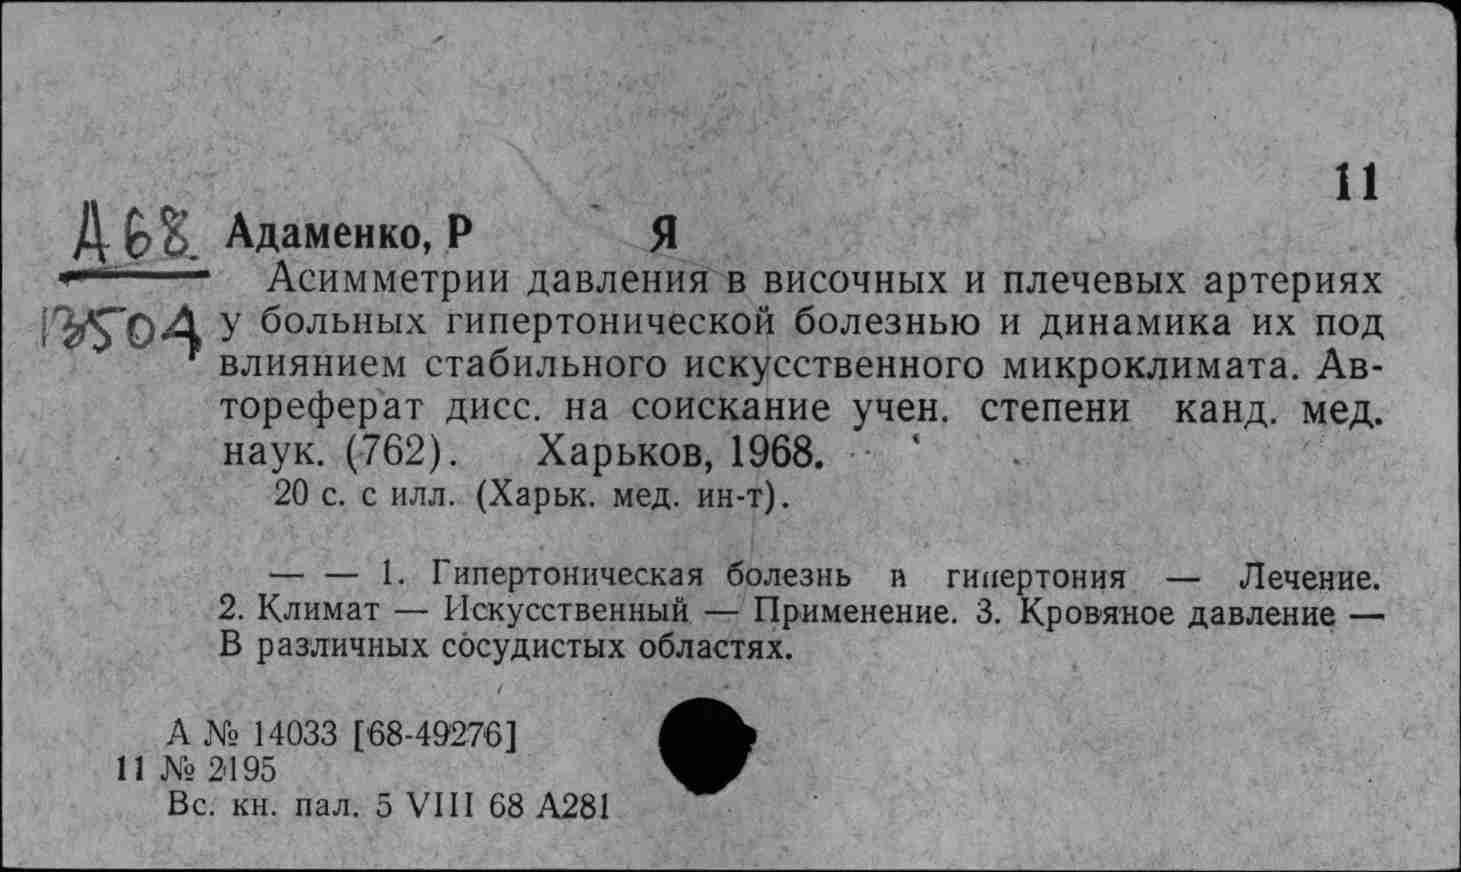 11
Д68. Адаменко, Р Я
Асимметрии давления в височных и плечевых артериях
у больных гипертонической болезнью и динамика их под
влиянием стабильного искусственного микроклимата. Ав-
тореферат дисс. на соискание учен. степени канд. мед.
наук. (762). Харьков, 1968.
20 с. с илл. (Харьк. мед. ин-т).
— — 1. Гипертоническая болезнь и гипертония — Лечение.
2. Климат — Искусственный — Применение. 3. Кровяное давление —
В различных сосудистых областях.
А № 14033 [68-49276]
11 № 2195
Вс. кн. пал. 5 VIII 68 А281